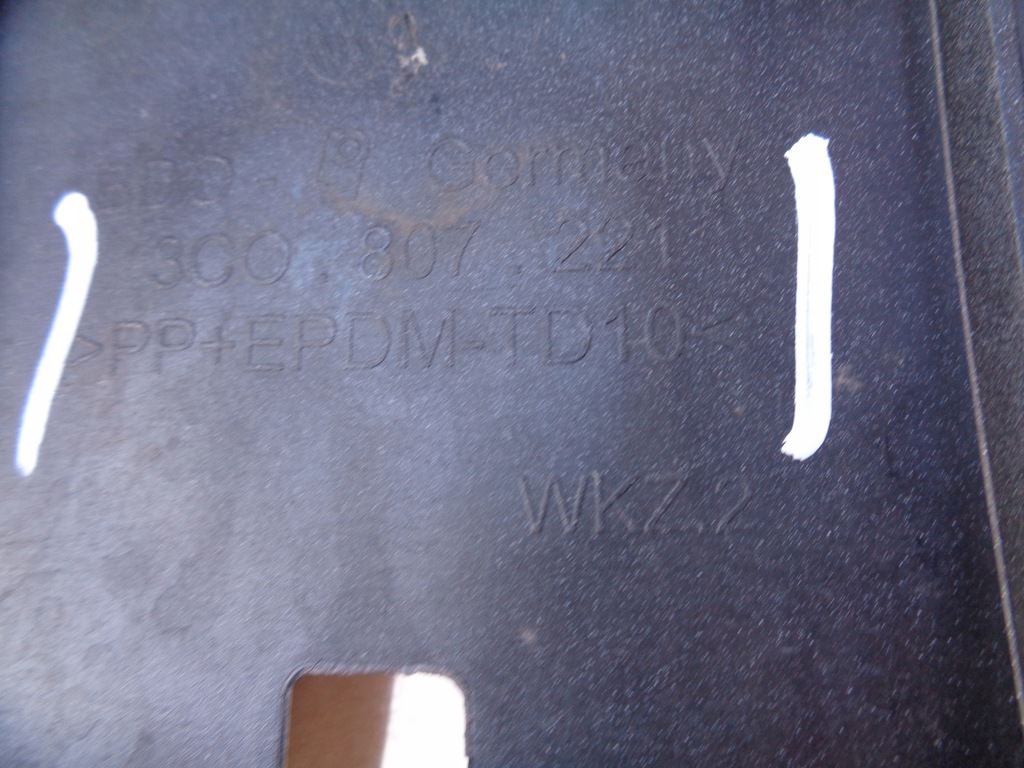 Germany
3C0.807.221
>PP+EPDM-TD10<
WKZ.2